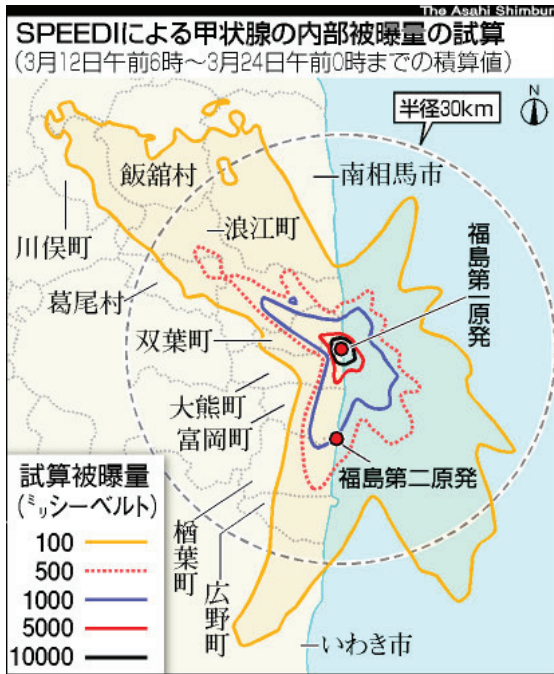 The Asahi Shimbun
SPEEDIによる甲状腺の内部被曝量の試算
(3月12日午前6時〜3月24日午前0時までの積算値)
半径30km
N
飯舘村
南相馬市
川俣町
浪江町
福島第一原発
葛尾村
双葉町
大熊町
富岡町
福島第二原発
試算被曝量
(ミリシーベルト)
100
500
1000
5000
10000
楢葉町
広野町
いわき市